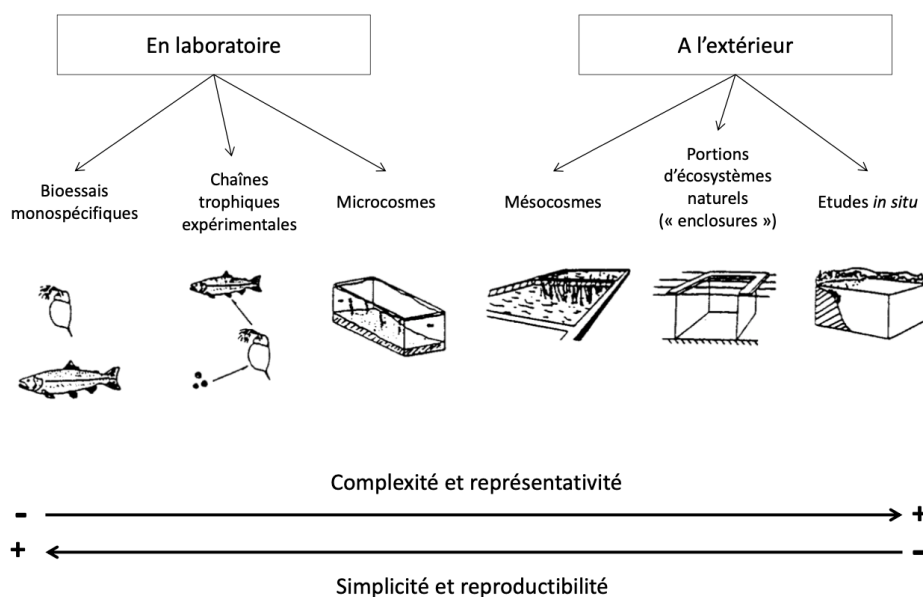 En laboratoire
A l’extérieur
Bioessais
monospécifiques
Chaînes
trophiques
expérimentales
Microcosmes
Mésocosmes
Portions
d’écosystèmes
naturels
(« enclosures »)
Etudes in situ
Complexité et représentativité
- +
+ -
Simplicité et reproductibilité